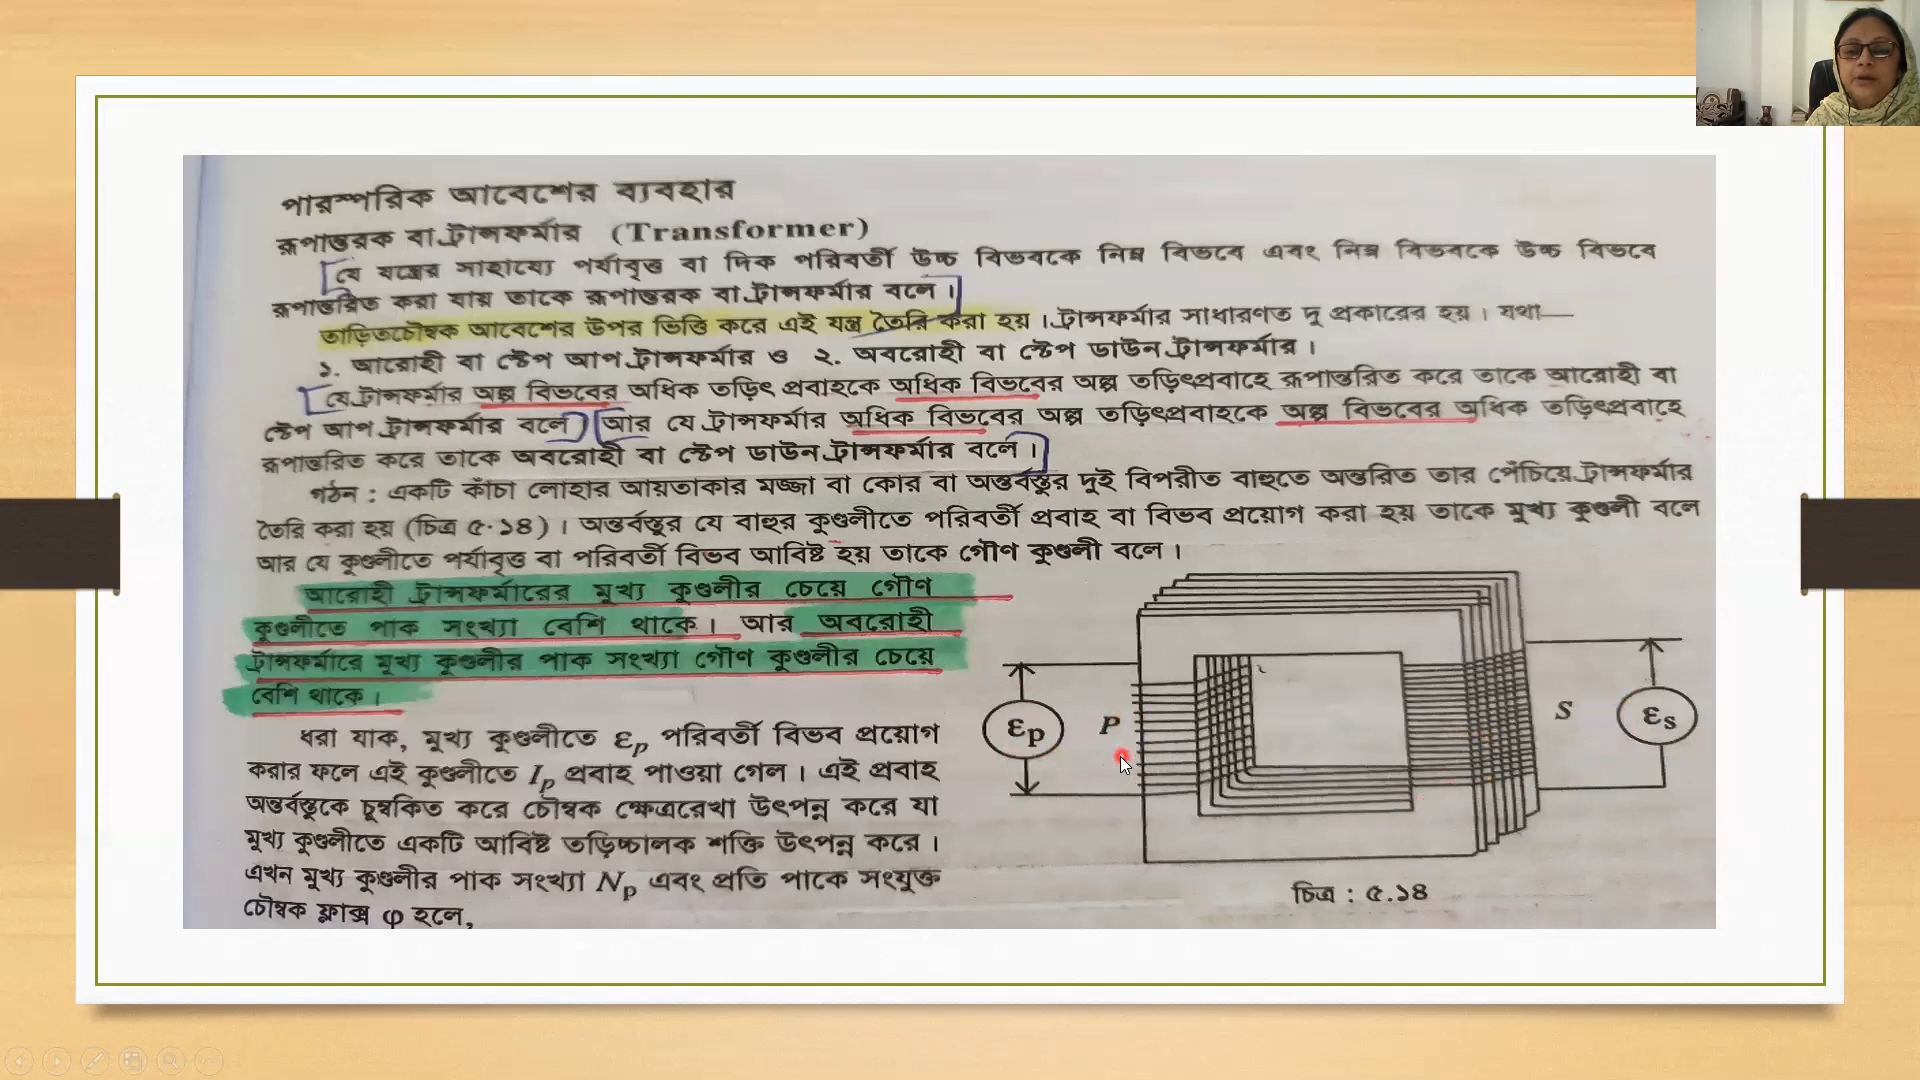 পারস্পরিক আবেশের ব্যবহার
রূপান্তরক বা ট্রান্সফর্মার (Transformer)
যে যন্ত্রের সাহায্যে পর্যাবৃত্ত বা দিক পরিবর্তী উচ্চ বিভবকে নিম্ন বিভবে এবং নিম্ন বিভবকে উচ্চ বিভবে
রূপান্তরিত করা যায় তাকে রূপান্তরক বা ট্রান্সফর্মার বলে।
তাড়িতচৌম্বক আবেশের উপর ভিত্তি করে এই যন্ত্র তৈরি করা হয়। ট্রান্সফর্মার সাধারণত দু প্রকারের হয়। যথা—
১. আরোহী বা স্টেপ আপ ট্রান্সফর্মার ও ২. অবরোহী বা স্টেপ ডাউন ট্রান্সফর্মার।
যে ট্রান্সফর্মার অল্প বিভবের অধিক তড়িৎ প্রবাহকে অধিক বিভবের অল্প তড়িৎপ্রবাহে রূপান্তরিত করে তাকে আরোহী বা
স্টেপ আপ ট্রান্সফর্মার বলে। আর যে ট্রান্সফর্মার অধিক বিভবের অল্প তড়িৎপ্রবাহকে অল্প বিভবের অধিক তড়িৎপ্রবাহে
রূপান্তরিত করে তাকে অবরোহী বা স্টেপ ডাউন ট্রান্সফর্মার বলে।
গঠন : একটি কাঁচা লোহার আয়তাকার মজ্জা বা কোর বা অন্তর্বস্তুর দুই বিপরীত বাহুতে অন্তরিত তার পেঁচিয়ে ট্রান্সফর্মার
তৈরি করা হয় (চিত্র ৫·১৪)। অন্তর্বস্তুর যে বাহুর কুণ্ডলীতে পরিবর্তী প্রবাহ বা বিভব প্রয়োগ করা হয় তাকে মুখ্য কুণ্ডলী বলে
আর যে কুণ্ডলীতে পর্যাবৃত্ত বা পরিবর্তী বিভব আবিষ্ট হয় তাকে গৌণ কুণ্ডলী বলে।
আরোহী ট্রান্সফর্মারের মুখ্য কুণ্ডলীর চেয়ে গৌণ
কুণ্ডলীতে পাক সংখ্যা বেশি থাকে। আর অবরোহী
ট্রান্সফর্মারে মুখ্য কুণ্ডলীর পাক সংখ্যা গৌণ কুণ্ডলীর চেয়ে
বেশি থাকে।
ধরা যাক, মুখ্য কুণ্ডলীতে εp পরিবর্তী বিভব প্রয়োগ
করার ফলে এই কুণ্ডলীতে Ip প্রবাহ পাওয়া গেল। এই প্রবাহ
অন্তর্বস্তুকে চুম্বকিত করে চৌম্বক ক্ষেত্ররেখা উৎপন্ন করে যা
মুখ্য কুণ্ডলীতে একটি আবিষ্ট তড়িচ্চালক শক্তি উৎপন্ন করে।
এখন মুখ্য কুণ্ডলীর পাক সংখ্যা Np এবং প্রতি পাকে সংযুক্ত
চৌম্বক ফ্লাক্স φ হলে,
εp
P
S
εs
চিত্র : ৫.১৪